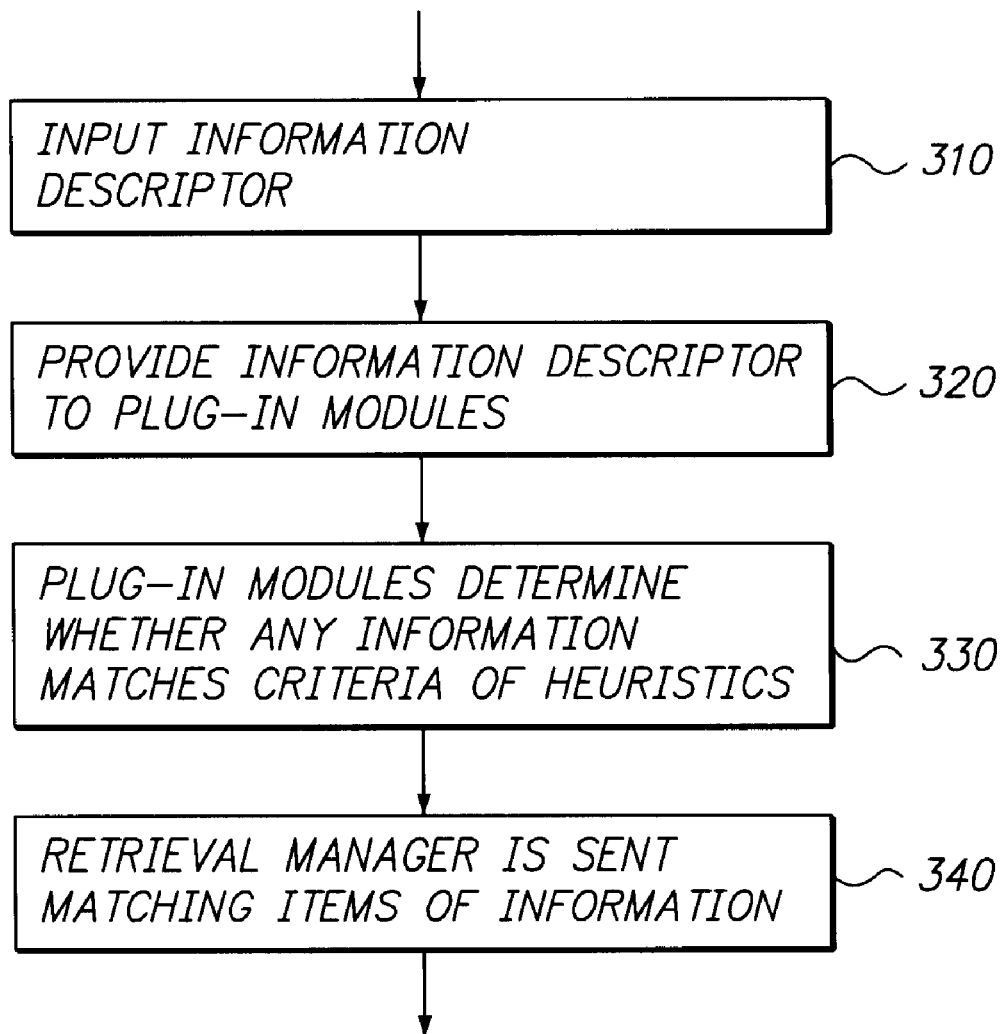 INPUT INFORMATION
DESCRIPTOR
310
PROVIDE INFORMATION DESCRIPTOR
TO PLUG-IN MODULES
320
PLUG-IN MODULES DETERMINE
WHETHER ANY INFORMATION
MATCHES CRITERIA OF HEURISTICS
330
RETRIEVAL MANAGER IS SENT
MATCHING ITEMS OF INFORMATION
340